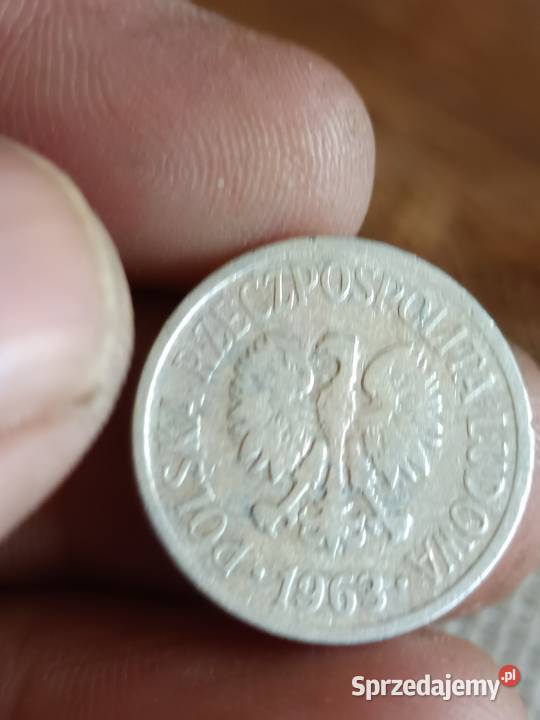 POLSKA RZECZPOSPOLITA LUDOWA
· 1963 ·
Sprzedajemy.pl